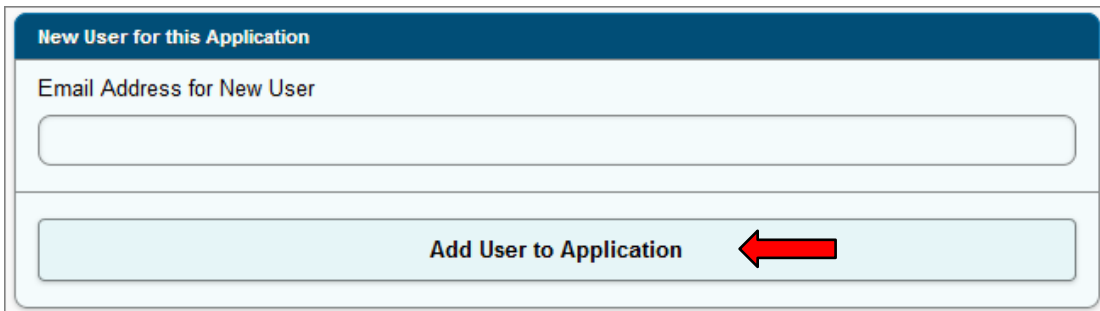 New User for this Application
Email Address for New User
Add User to Application